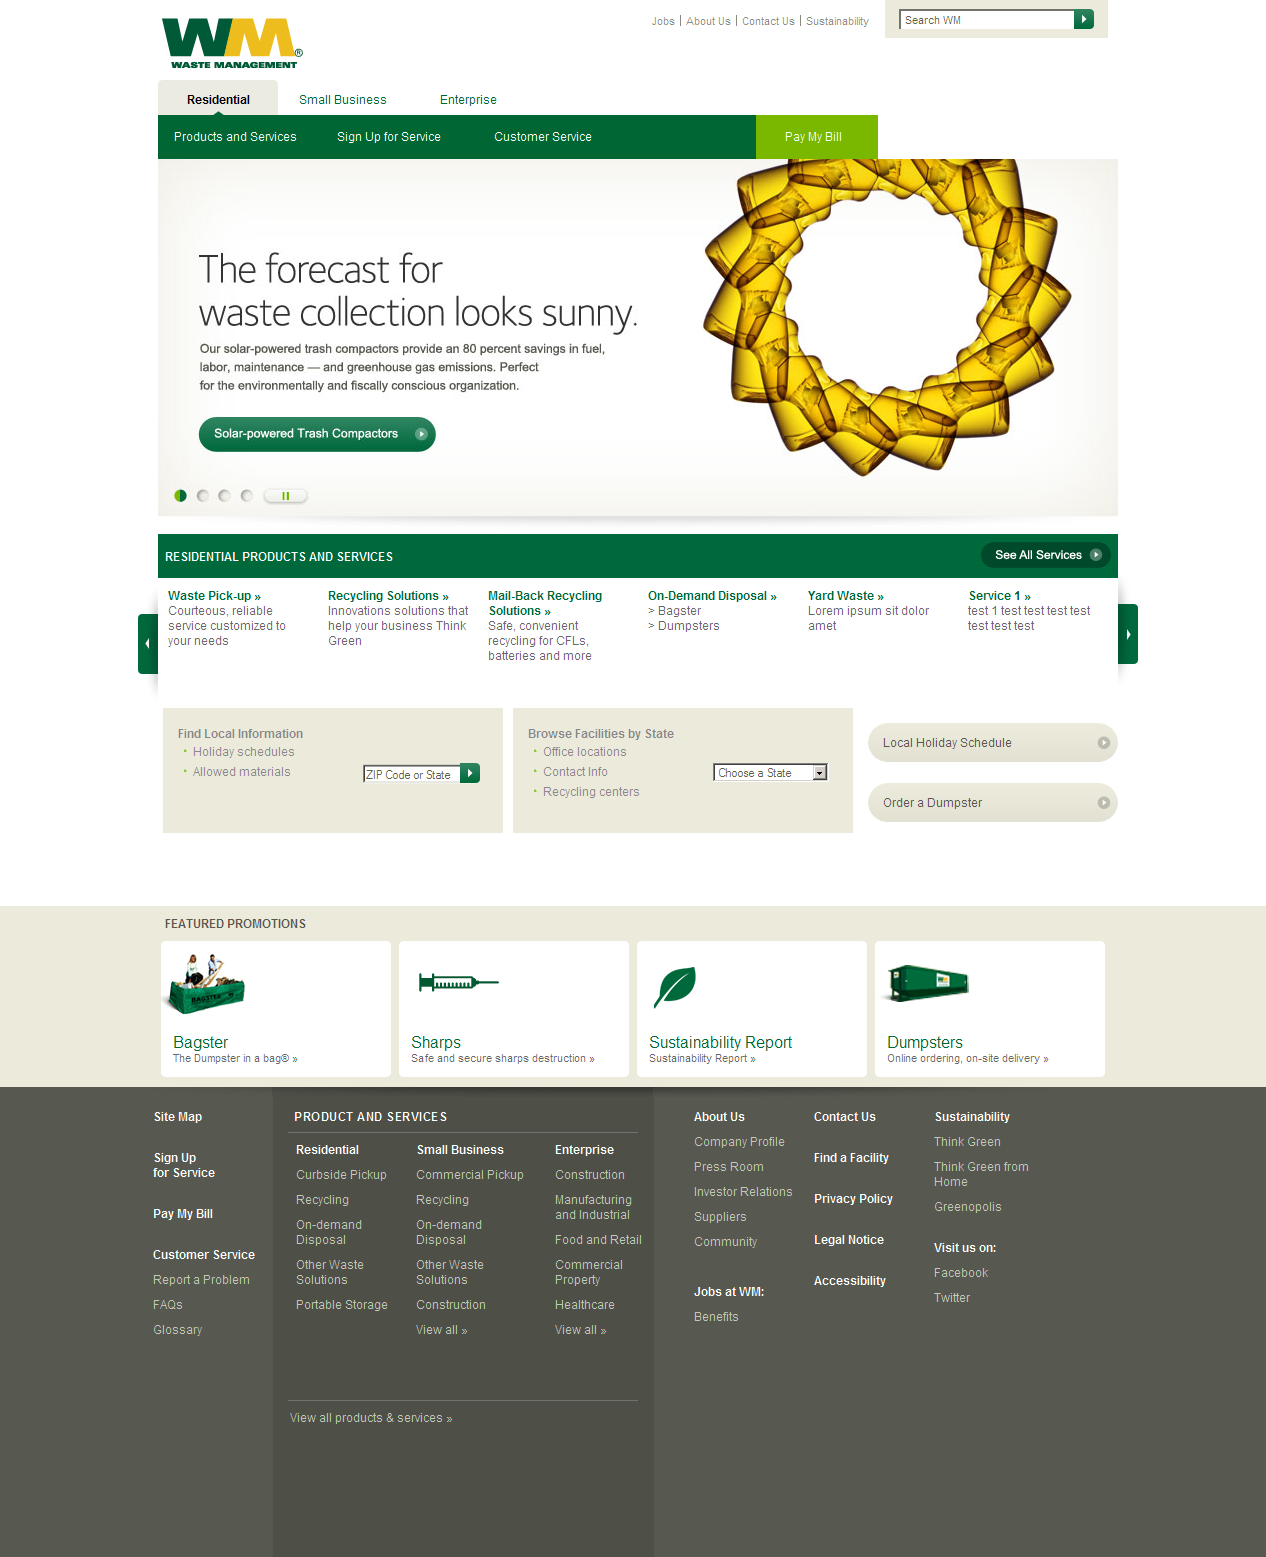 WM®
WASTE MANAGEMENT
Jobs | About Us | Contact Us | Sustainability
Search WM
Residential
Small Business
Enterprise
Products and Services
Sign Up for Service
Customer Service
Pay My Bill
The forecast for
waste collection looks sunny.
Our solar-powered trash compactors provide an 80 percent savings in fuel,
labor, maintenance — and greenhouse gas emissions. Perfect
for the environmentally and fiscally conscious organization.
Solar-powered Trash Compactors
RESIDENTIAL PRODUCTS AND SERVICES
See All Services
Waste Pick-up »
Courteous, reliable
service customized to
your needs
Recycling Solutions »
Innovations solutions that
help your business Think
Green
Mail-Back Recycling
Solutions »
Safe, convenient
recycling for CFLs,
batteries and more
On-Demand Disposal »
> Bagster
> Dumpsters
Yard Waste »
Lorem ipsum sit dolor
amet
Service 1 »
test 1 test test test test
test test test
Find Local Information
• Holiday schedules
• Allowed materials
ZIP Code or State
Browse Facilities by State
• Office locations
• Contact Info
• Recycling centers
Choose a State
Local Holiday Schedule
Order a Dumpster
FEATURED PROMOTIONS
BAGSTER
Bagster
The Dumpster in a bag® »
Sharps
Safe and secure sharps destruction »
Sustainability Report
Sustainability Report »
Dumpsters
Online ordering, on-site delivery »
Site Map
Sign Up
for Service
Pay My Bill
Customer Service
Report a Problem
FAQs
Glossary
PRODUCT AND SERVICES
Residential
Curbside Pickup
Recycling
On-demand
Disposal
Other Waste
Solutions
Portable Storage
Small Business
Commercial Pickup
Recycling
On-demand
Disposal
Other Waste
Solutions
Construction
View all »
Enterprise
Construction
Manufacturing
and Industrial
Food and Retail
Commercial
Property
Healthcare
View all »
View all products & services »
About Us
Company Profile
Press Room
Investor Relations
Suppliers
Community
Jobs at WM:
Benefits
Contact Us
Find a Facility
Privacy Policy
Legal Notice
Accessibility
Sustainability
Think Green
Think Green from
Home
Greenopolis
Visit us on:
Facebook
Twitter